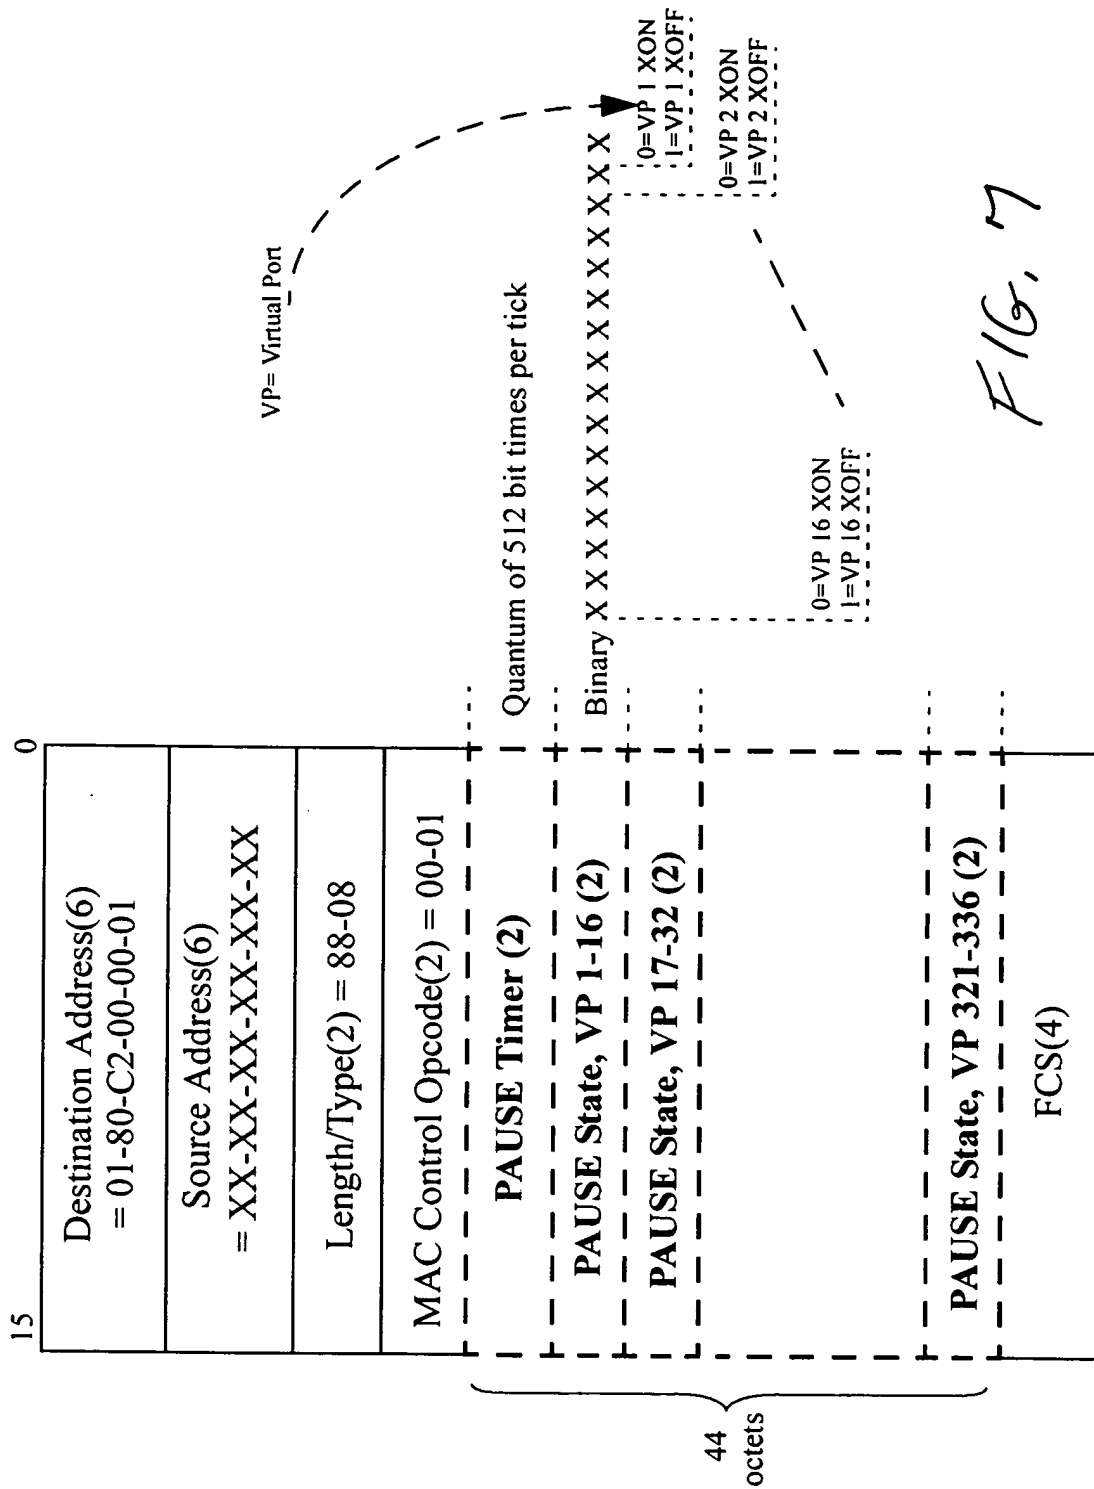 15
0
Destination Address(6)
= 01-80-C2-00-00-01
Source Address(6)
= XX-XX-XX-XX-XX-XX
Length/Type(2) = 88-08
MAC Control Opcode(2) = 00-01
PAUSE Timer (2)
PAUSE State, VP 1-16 (2)
PAUSE State, VP 17-32 (2)
PAUSE State, VP 321-336 (2)
FCS(4)
44
octets
VP= Virtual Port
Quantum of 512 bit times per tick
Binary X X X X X X X X X X X X X X X X
0=VP 1 XON
1=VP 1 XOFF
0=VP 2 XON
1=VP 2 XOFF
0=VP 16 XON
1=VP 16 XOFF
FIG. 7